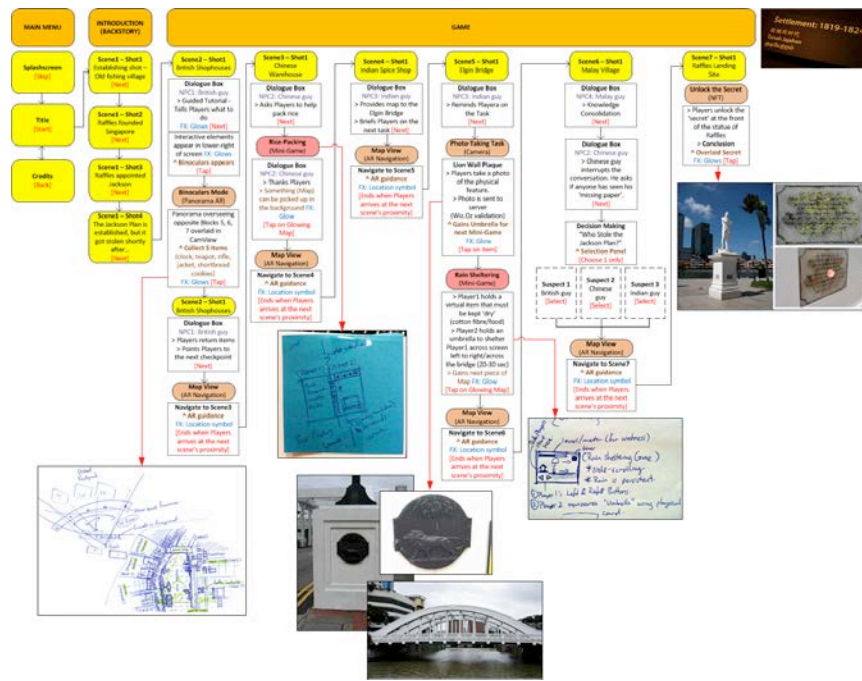 MAIN MENU
INTRODUCTION
(BACKSTORY)
GAME
Splashscreen
[Skip]
Title
[Start]
Credits
[Back]
Scene1 – Shot1
Establishing shot –
Old fishing village
[Next]
Scene1 – Shot2
Raffles founded
Singapore
[Next]
Scene1 – Shot3
Raffles appointed
Jackson
[Next]
Scene1 – Shot4
The Jackson Plan is
established, but it
got stolen shortly
after...
[Next]
Scene2 – Shot1
British Shophouses
Dialogue Box
NPC1: British guy
> Guided Tutorial -
Tells Players what to
do
FX: Glows [Next]
Interactive elements
appear in lower-right
of screen FX: Glows
^ Binoculars appears
[Tap]
Binoculars Mode
(Panorama AR)
Panorama overseeing
opposite Blocks 5, 6,
7 overlaid in
CamView
^ Collect 5 items
(clock, teapot, rifle,
jacket, shortbread
cookies)
FX: Glows [Tap]
Scene2 – Shot1
British Shophouses
Dialogue Box
NPC1: British guy
> Players return items
> Points Players to
the next checkpoint
[Next]
Map View
(AR Navigation)
Navigate to Scene3
^ AR guidance
FX: Location symbol
[Ends when Players
arrives at the next
scene's proximity]
Scene3 – Shot1
Chinese
Warehouse
Dialogue Box
NPC2: Chinese guy
> Asks Players to help
pack rice
[Next]
Rice-Packing
(Mini-Game)
Dialogue Box
NPC2: Chinese guy
> Thanks Players
> Something (Map)
can be picked up in
the background FX:
Glow
[Tap on Glowing
Map]
Map View
(AR Navigation)
Navigate to Scene4
^ AR guidance
FX: Location symbol
[Ends when Players
arrives at the next
scene's proximity]
Scene4 – Shot1
Indian Spice Shop
Dialogue Box
NPC3: Indian guy
> Provides map to the
Elgin Bridge
> Briefs Players on
the next task [Next]
Map View
(AR Navigation)
Navigate to Scene5
^ AR guidance
FX: Location symbol
[Ends when Players
arrives at the next
scene's proximity]
Scene5 – Shot1
Elgin Bridge
Dialogue Box
NPC3: Indian guy
> Reminds Players on a
task [Next]
Photo-Taking Task
(Camera)
Lion Wall Plaque
> Players take a photo
of the physical
feature.
> Photo is sent to
server
(Wiz.Oz validation)
^ Gains Umbrella for
next Mini-Game
FX: Glow
[Tap on Item]
Rain Sheltering
(Mini-Game)
> Player1 holds a
virtual item that must
be kept 'dry'
(cotton fibre/food)
> Player2 holds an
umbrella to shelter
Player1 across screen
left to right/across
the bridge (20-30 sec)
> Gains next piece of
Map FX: Glow
[Tap on Glowing Map]
Map View
(AR Navigation)
Navigate to Scene6
^ AR guidance
FX: Location symbol
[Ends when Players
arrives at the next
scene's proximity]
Scene6 – Shot1
Malay Village
Dialogue Box
NPC4: Malay guy
> Knowledge
Consolidation
[Next]
Dialogue Box
> Chinese guy
interrupts the
conversation. He asks
if anyone has seen his
'missing paper'.
[Next]
Decision Making
"Who Stole the
Jackson Plan?"
^ Selection Panel
[Choose 1 only]
Suspect 1
British guy
[Select]
Suspect 2
Chinese
guy
[Select]
Suspect 3
Indian guy
[Select]
Map View
(AR Navigation)
Navigate to Scene7
^ AR guidance
FX: Location symbol
[Ends when Players
arrives at the next
scene's proximity]
Scene7 – Shot1
Raffles Landing
Site
Unlock the Secret
(NFT)
> Players unlock the
'secret' at the front
of the statue of
Raffles
> Conclusion
^ Overlaid Secret
FX: Glows [Tap]
Settlement: 1819-1824
(Rain Sheltering Game)
* Side-scrolling.
* Rain is persistent.